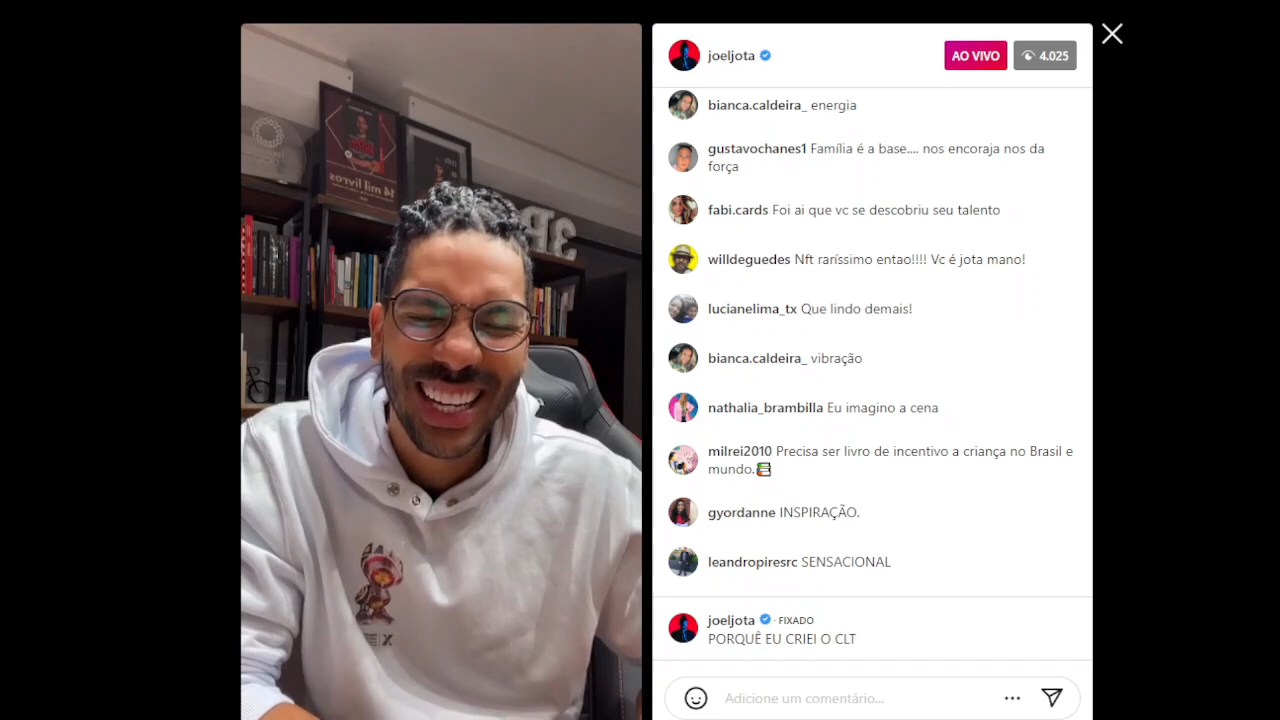 joeljota
AO VIVO
4.025
bianca.caldeira_ energia
gustavochanes1 Família é a base.... nos encoraja nos da
força
fabi.cards Foi ai que vc se descobriu seu talento
willdeguedes Nft raríssimo entao!!!! Vc é jota mano!
lucianelima_tx Que lindo demais!
bianca.caldeira_ vibração
nathalia_brambilla Eu imagino a cena
milrei2010 Precisa ser livro de incentivo a criança no Brasil e
mundo.📚
gyordanne INSPIRAÇÃO.
leandropiresrc SENSACIONAL
joeljota · FIXADO
PORQUÊ EU CRIEI O CLT
Adicione um comentário...
14 mil livros
3P